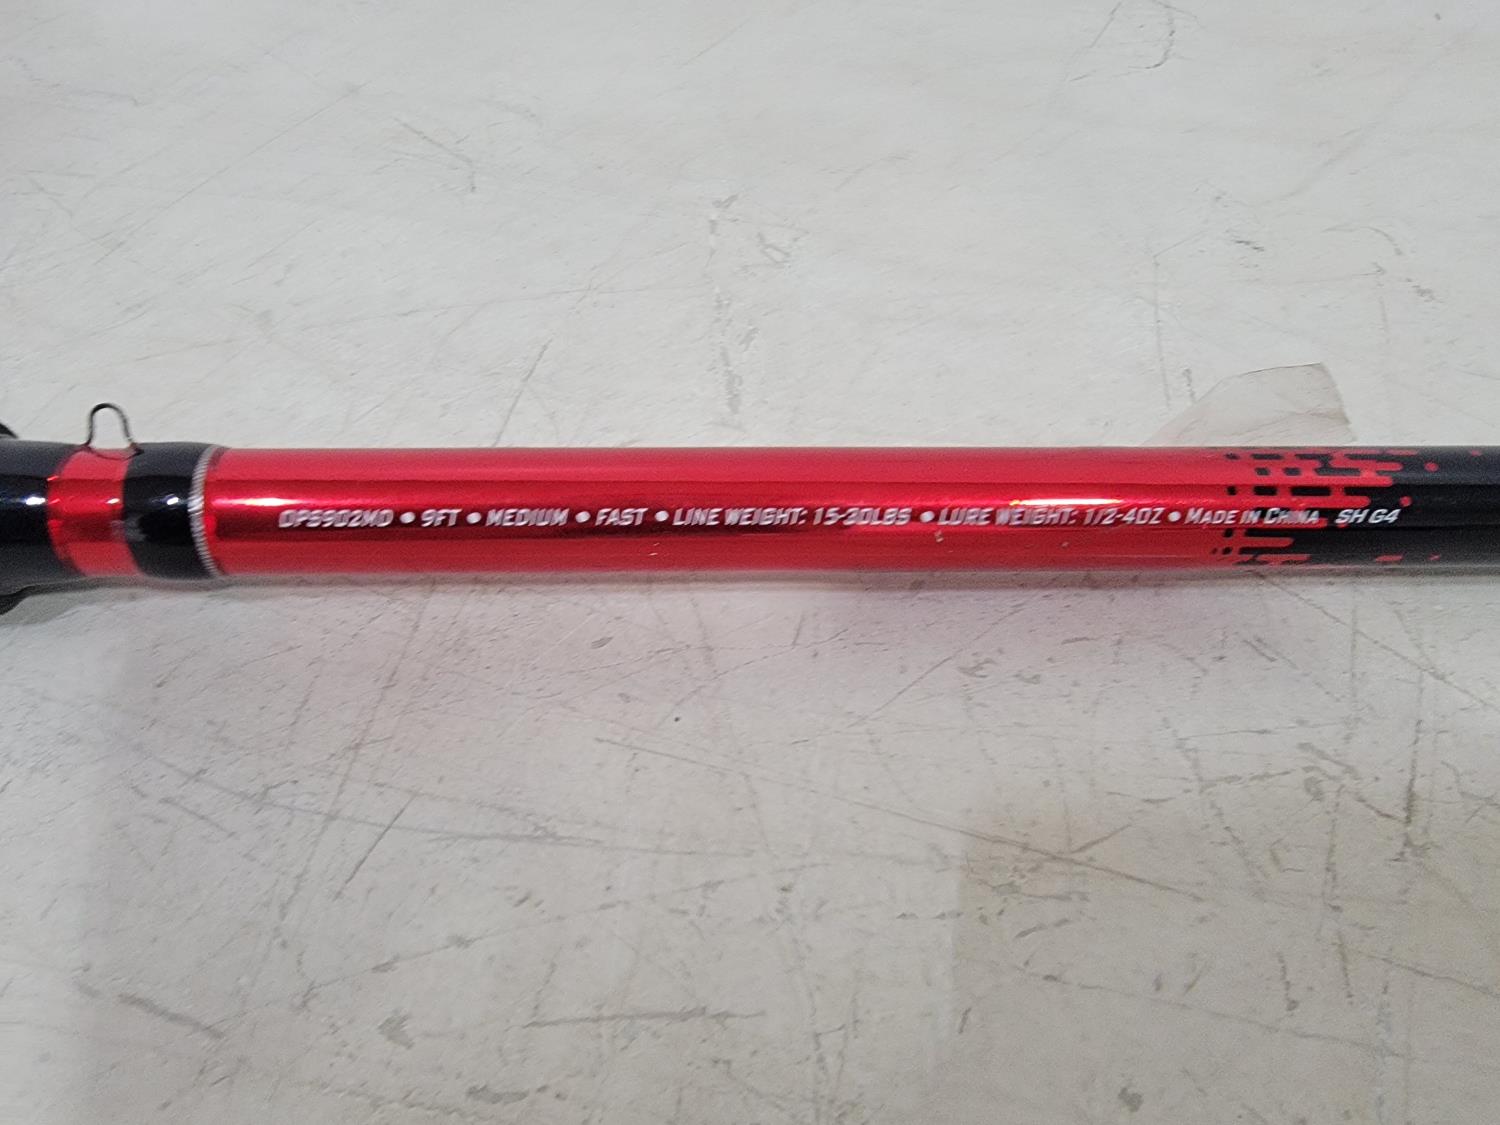 OPS902MD • 9FT • MEDIUM • FAST • LINE WEIGHT: 15-30LBS • LURE WEIGHT: 1/2-4OZ • MADE IN CHINA SH G4